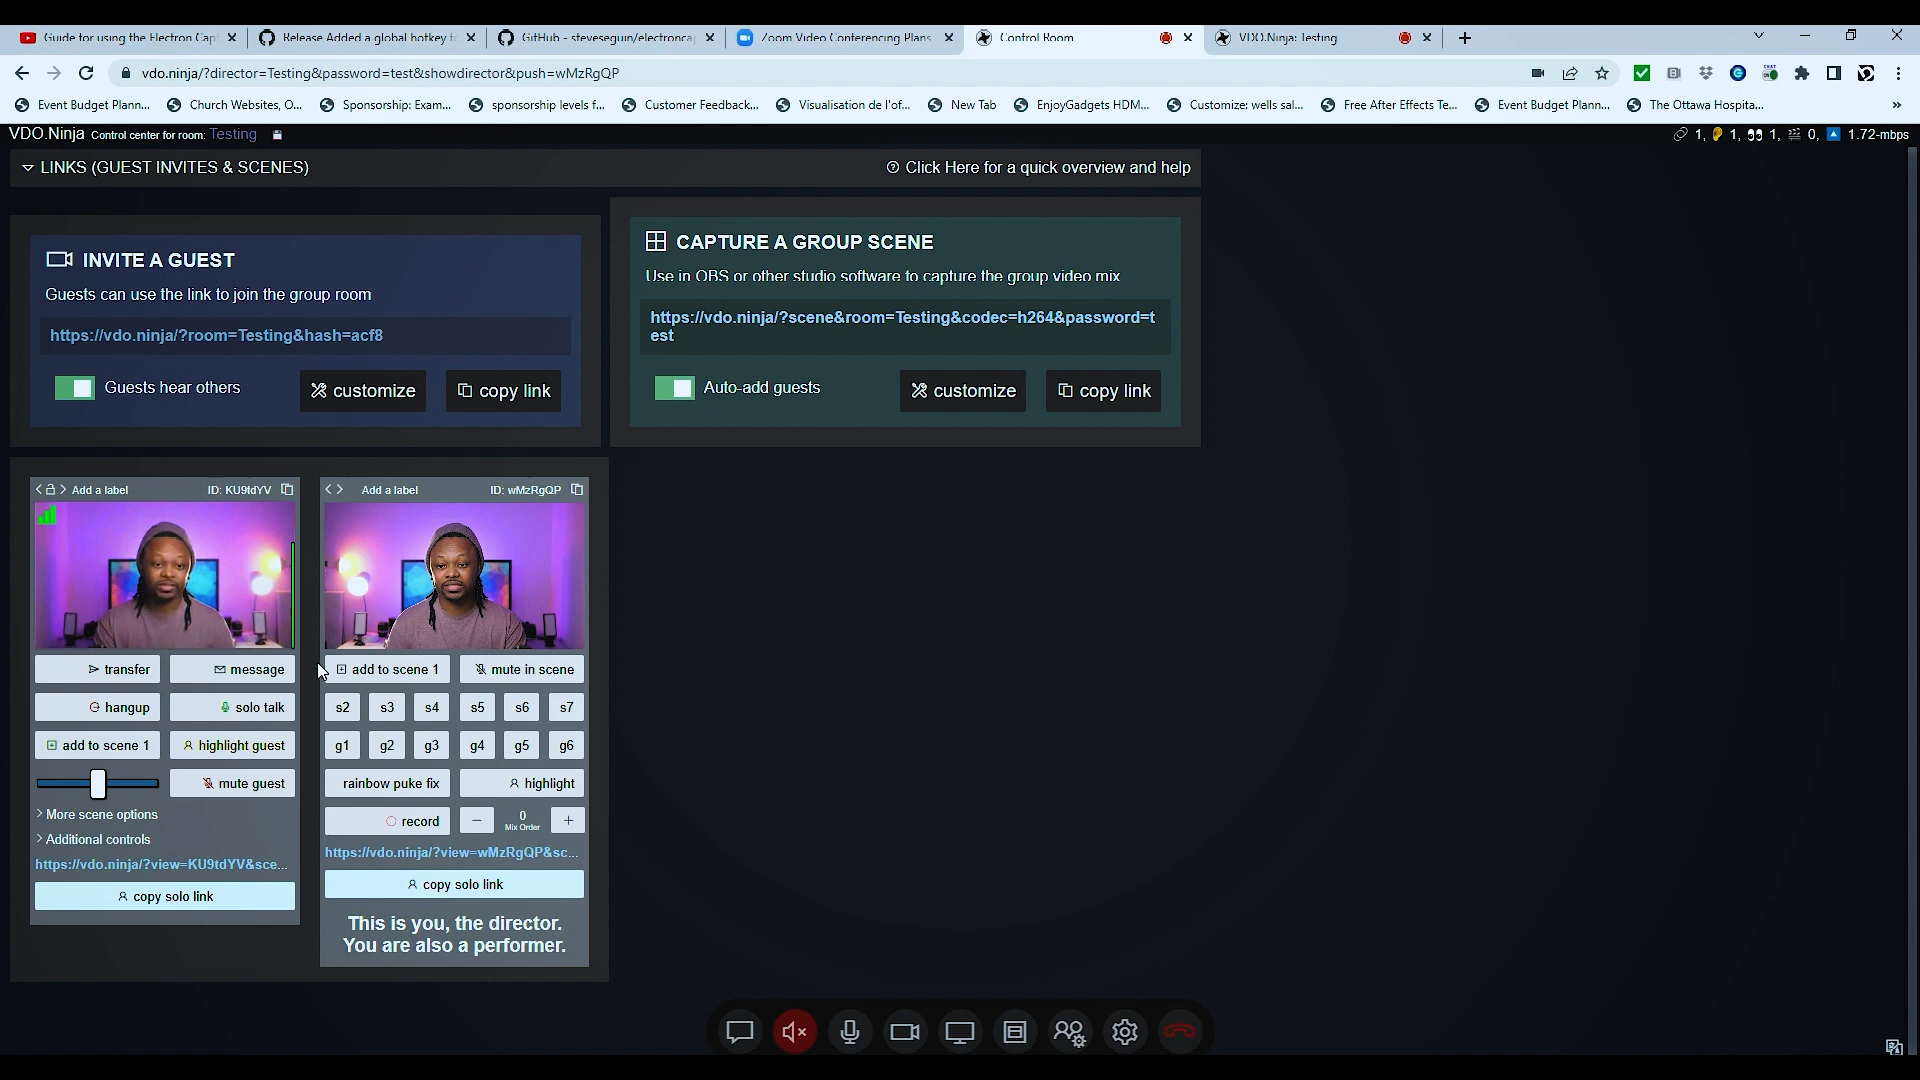 Guide for using the Electron Cap
Release Added a global hotkey to
GitHub - steveseguin/electroncap
Zoom Video Conferencing Plans
Control Room
VDO.Ninja: Testing
vdo.ninja/?director=Testing&password=test&showdirector&push=wMzRgQP
Event Budget Plann...
Church Websites, O...
Sponsorship: Exam...
sponsorship levels f...
Customer Feedback...
Visualisation de l'of...
New Tab
EnjoyGadgets HDM...
Customize: wells sal...
Free After Effects Te...
Event Budget Plann...
The Ottawa Hospita...
VDO.Ninja Control center for room: Testing
1, 1, 1, 0, 1.72-mbps
LINKS (GUEST INVITES & SCENES)
Click Here for a quick overview and help
INVITE A GUEST
Guests can use the link to join the group room
https://vdo.ninja/?room=Testing&hash=acf8
Guests hear others
customize
copy link
CAPTURE A GROUP SCENE
Use in OBS or other studio software to capture the group video mix
https://vdo.ninja/?scene&room=Testing&codec=h264&password=t
est
Auto-add guests
customize
copy link
Add a label ID: KU9tdYV
transfer message
hangup solo talk
add to scene 1 highlight guest
mute guest
More scene options
Additional controls
https://vdo.ninja/?view=KU9tdYV&sce...
copy solo link
Add a label ID: wMzRgQP
add to scene 1 mute in scene
s2 s3 s4 s5 s6 s7
g1 g2 g3 g4 g5 g6
rainbow puke fix highlight
record − 0 +
Mix Order
https://vdo.ninja/?view=wMzRgQP&sc...
copy solo link
This is you, the director.
You are also a performer.